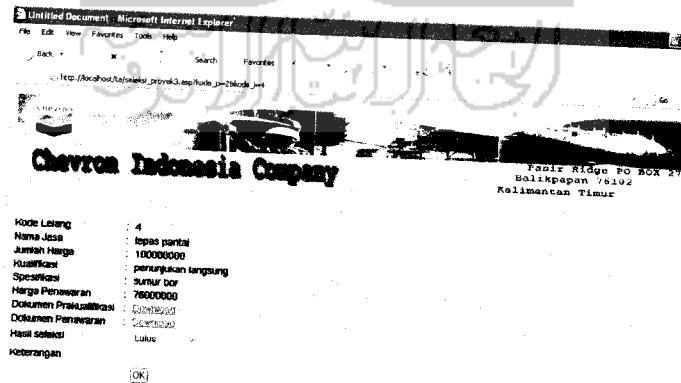 Untitled Document - Microsoft Internet Explorer
File Edit View Favorites Tools Help
Back Search Favorites
http://localhost/ta/seleksi_proyek3.asp?kode_p=2&kode_l=4 Go
Chevron
Chevron Indonesia Company
Pasir Ridge PO BOX 27
Balikpapan 76102
Kalimantan Timur
Kode Lelang : 4
Nama Jasa : lepas pantai
Jumlah Harga : 100000000
Kualifikasi : penunjukan langsung
Spesifikasi : sumur bor
Harga Penawaran : 76000000
Dokumen Prakualifikasi : Download
Dokumen Penawaran : Download
Hasil seleksi Lulus
Keterangan
OK